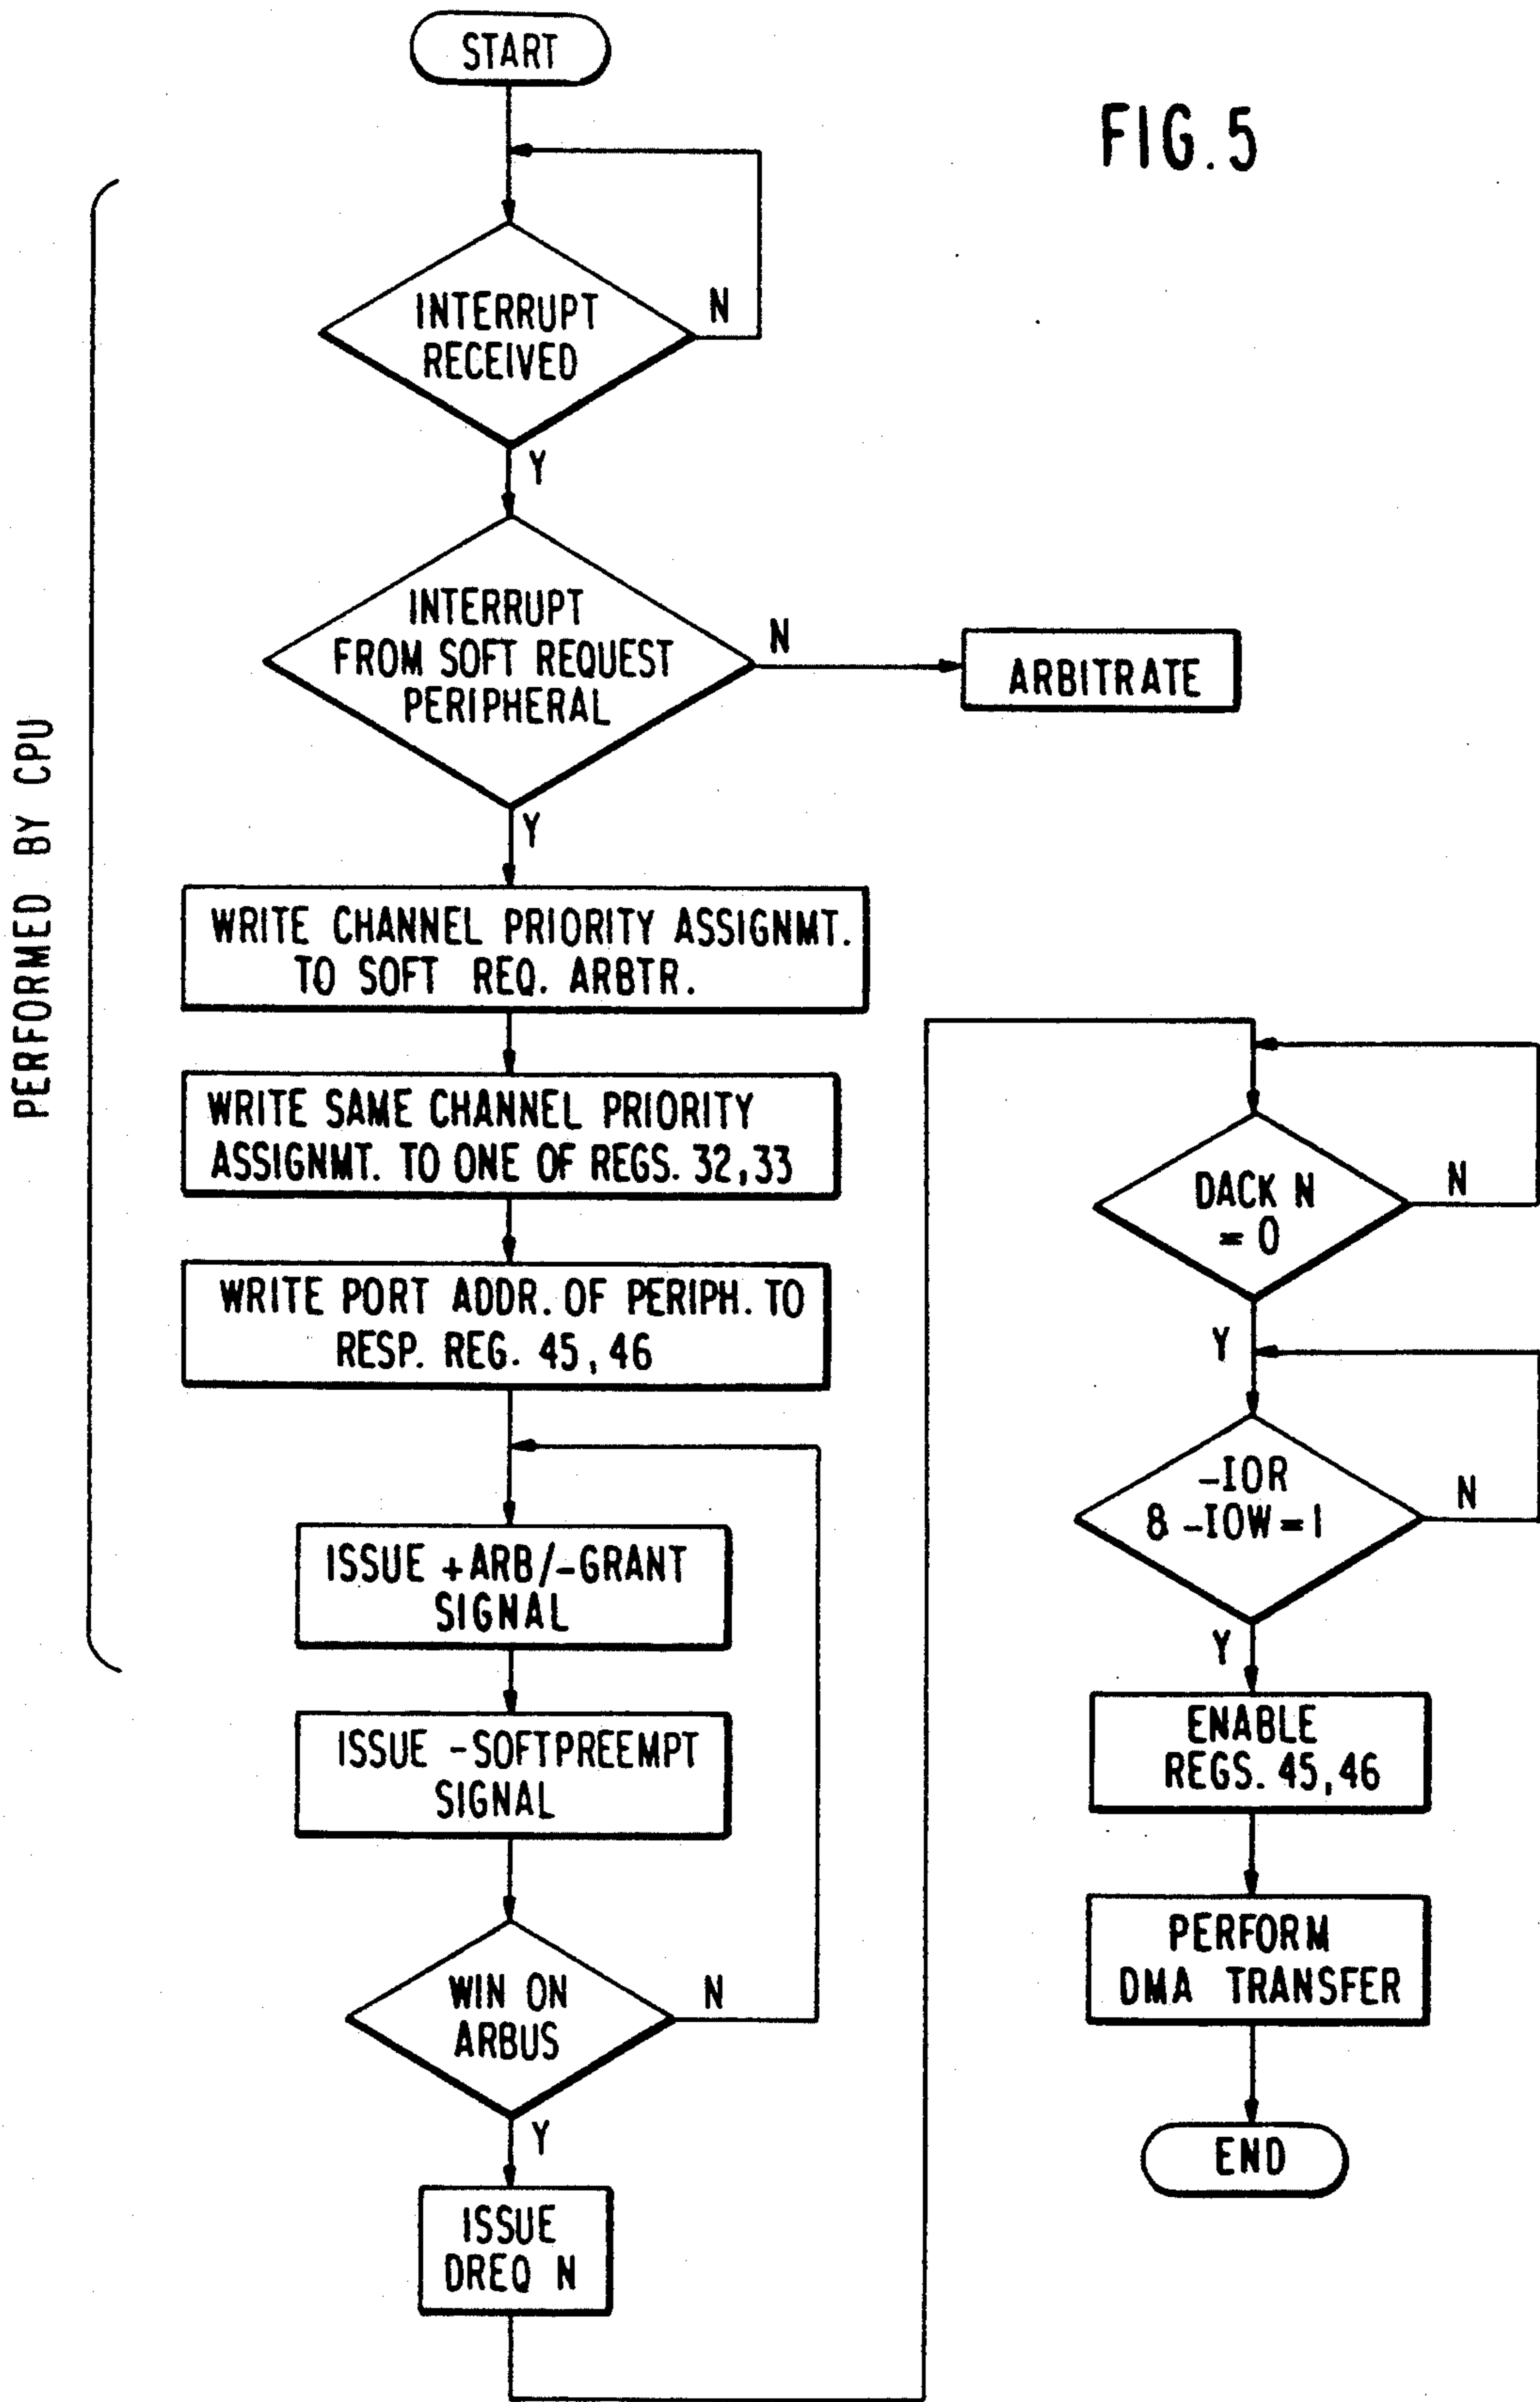 START
FIG. 5
INTERRUPT
RECEIVED
N
Y
INTERRUPT
FROM SOFT REQUEST
PERIPHERAL
N
ARBITRATE
Y
PERFORMED BY CPU
WRITE CHANNEL PRIORITY ASSIGNMT.
TO SOFT REQ. ARBTR.
WRITE SAME CHANNEL PRIORITY
ASSIGNMT. TO ONE OF REGS. 32,33
WRITE PORT ADDR. OF PERIPH. TO
RESP. REG. 45, 46
ISSUE +ARB/-GRANT
SIGNAL
ISSUE -SOFTPREEMPT
SIGNAL
WIN ON
ARBUS
N
Y
ISSUE
DREQ N
DACK N
= 0
N
Y
-IOR
& -IOW = 1
N
Y
ENABLE
REGS. 45,46
PERFORM
DMA TRANSFER
END